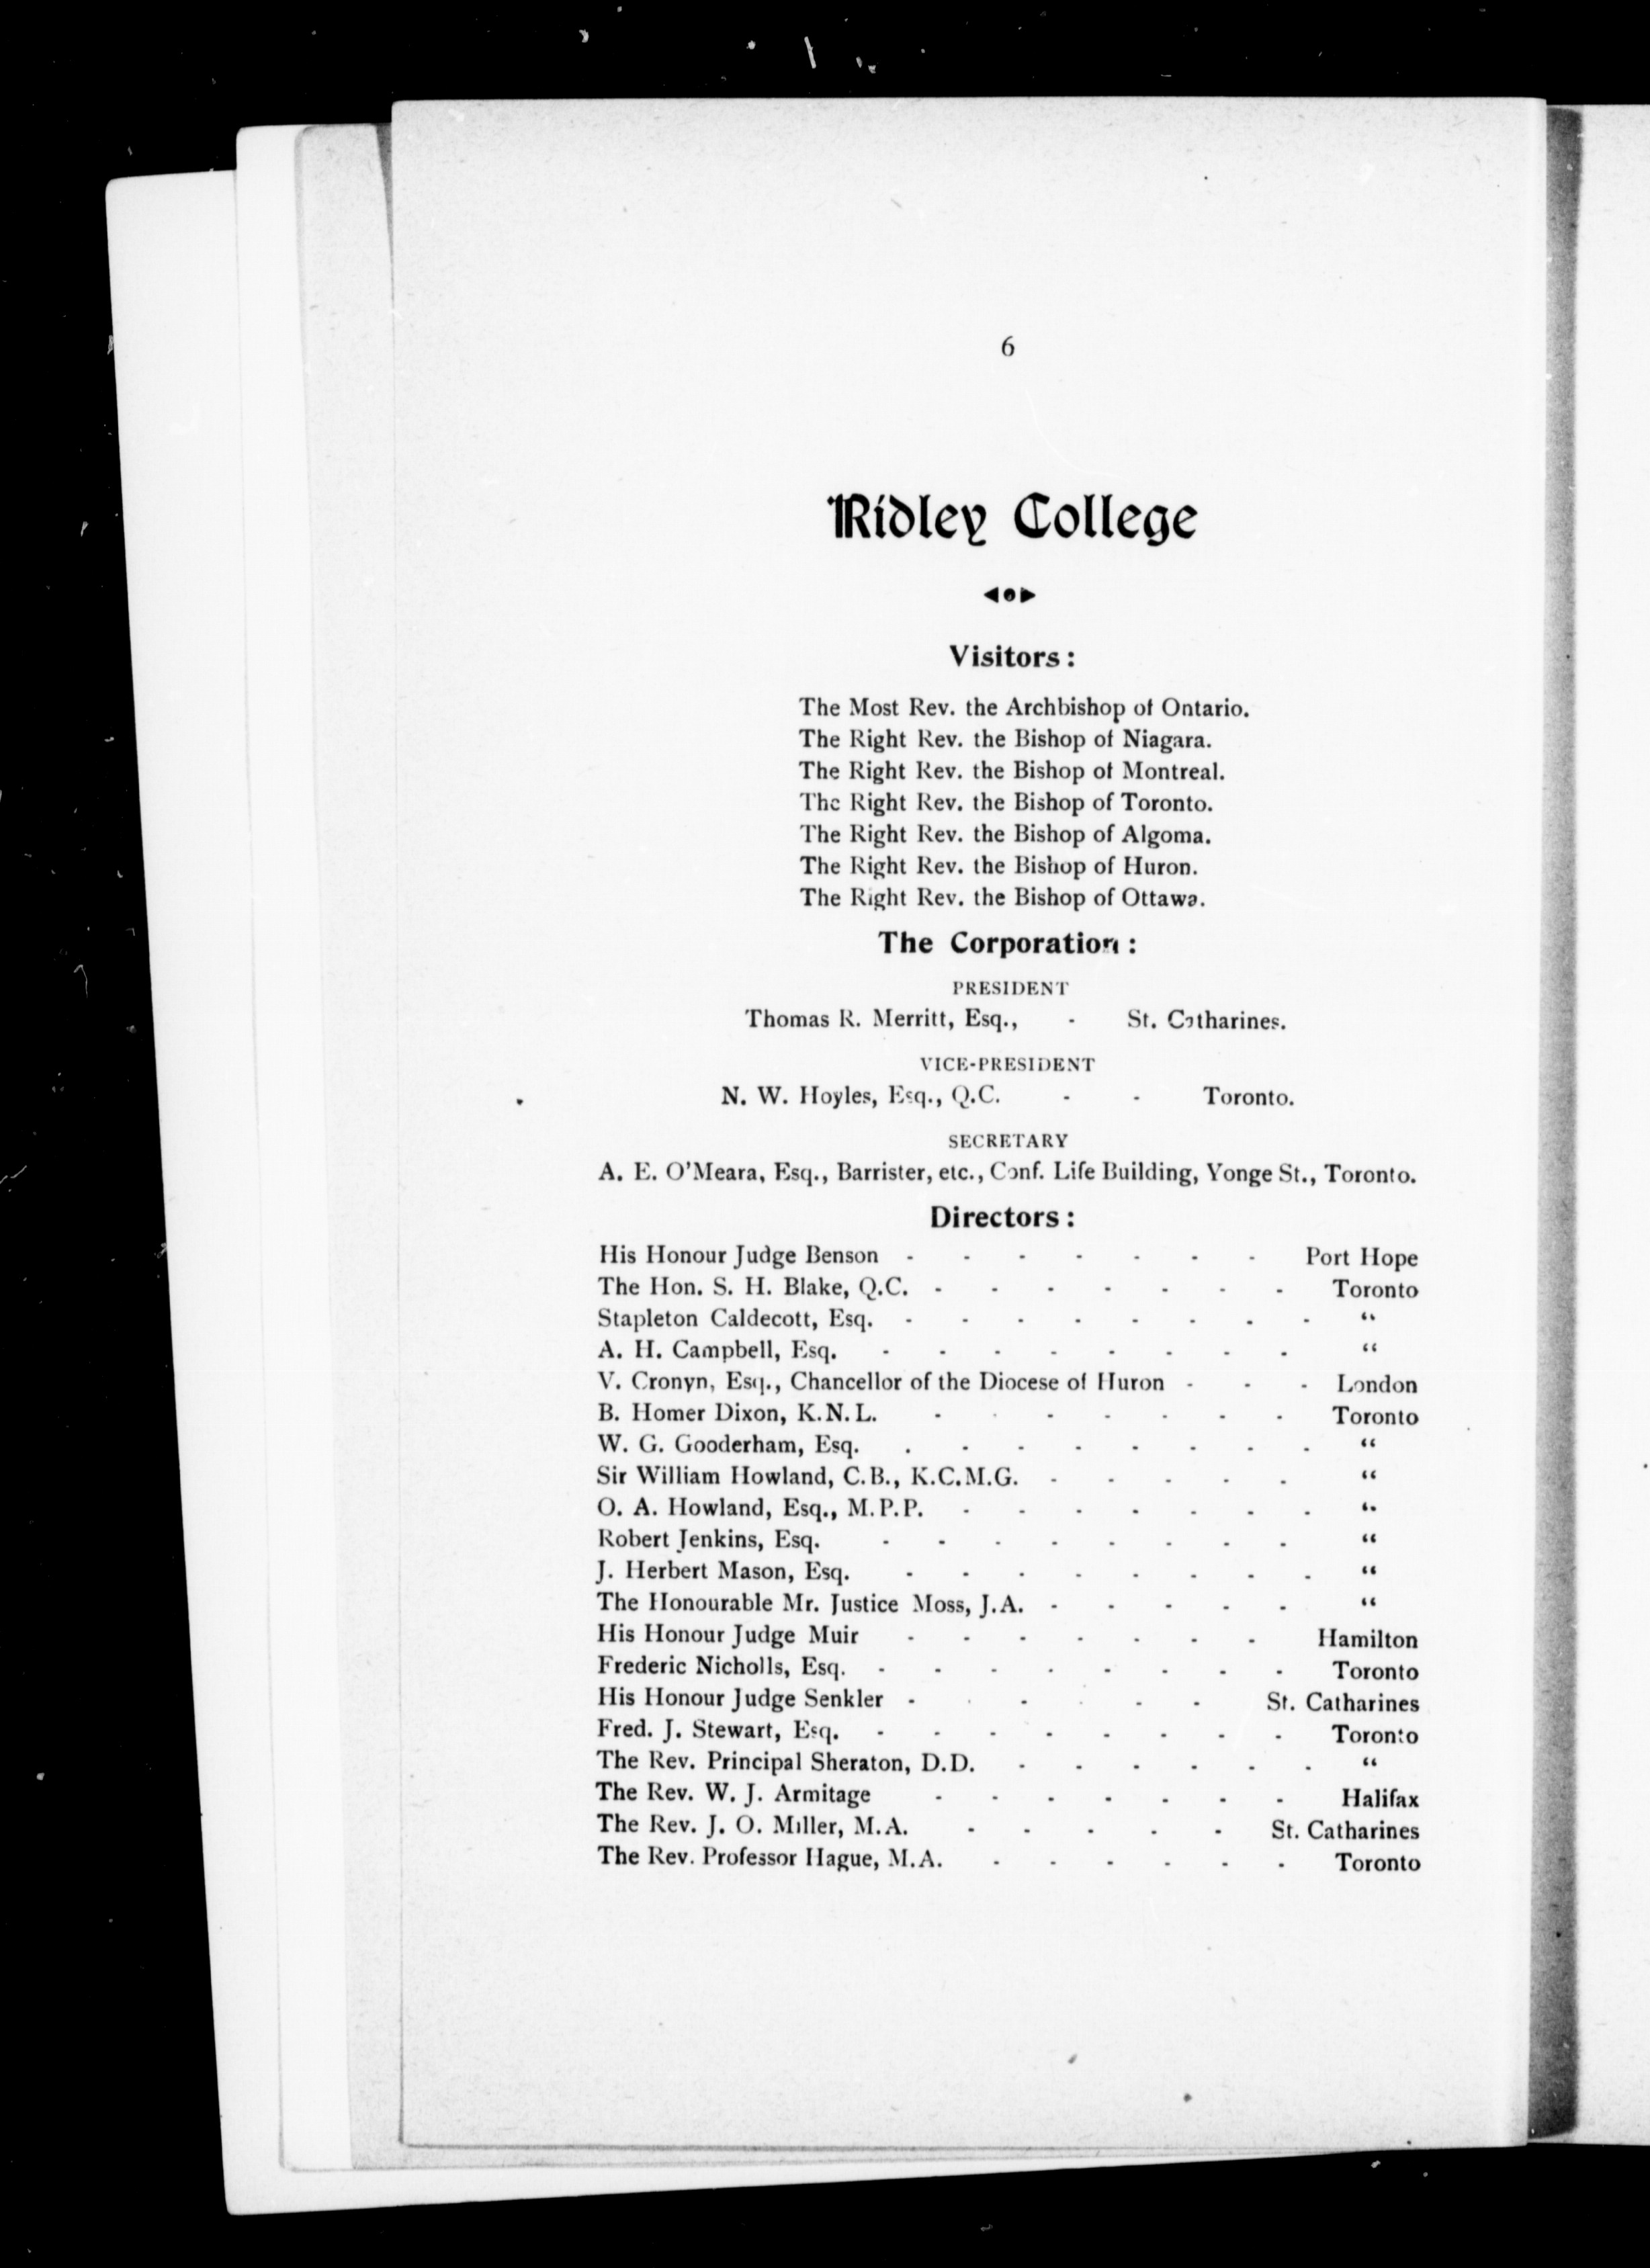 6
Ridley College
Visitors:
The Most Rev. the Archbishop of Ontario.
The Right Rev. the Bishop of Niagara.
The Right Rev. the Bishop of Montreal.
The Right Rev. the Bishop of Toronto.
The Right Rev. the Bishop of Algoma.
The Right Rev. the Bishop of Huron.
The Right Rev. the Bishop of Ottawa.
The Corporation:
PRESIDENT
Thomas R. Merritt, Esq., - St. Catharines.
VICE-PRESIDENT
N. W. Hoyles, Esq., Q.C. - - Toronto.
SECRETARY
A. E. O'Meara, Esq., Barrister, etc., Conf. Life Building, Yonge St., Toronto.
Directors:
His Honour Judge Benson - - - - - - - Port Hope
The Hon. S. H. Blake, Q.C. - - - - - - - Toronto
Stapleton Caldecott, Esq. - - - - - - - - "
A. H. Campbell, Esq. - - - - - - - - "
V. Cronyn, Esq., Chancellor of the Diocese of Huron - - - London
B. Homer Dixon, K.N.L. - - - - - - - Toronto
W. G. Gooderham, Esq. - - - - - - - - "
Sir William Howland, C.B., K.C.M.G. - - - - - "
O. A. Howland, Esq., M.P.P. - - - - - - - "
Robert Jenkins, Esq. - - - - - - - - "
J. Herbert Mason, Esq. - - - - - - - - "
The Honourable Mr. Justice Moss, J.A. - - - - - "
His Honour Judge Muir - - - - - - - Hamilton
Frederic Nicholls, Esq. - - - - - - - - Toronto
His Honour Judge Senkler - - - - - - St. Catharines
Fred. J. Stewart, Esq. - - - - - - - - Toronto
The Rev. Principal Sheraton, D.D. - - - - - - "
The Rev. W. J. Armitage - - - - - - - Halifax
The Rev. J. O. Miller, M.A. - - - - - St. Catharines
The Rev. Professor Hague, M.A. - - - - - - Toronto